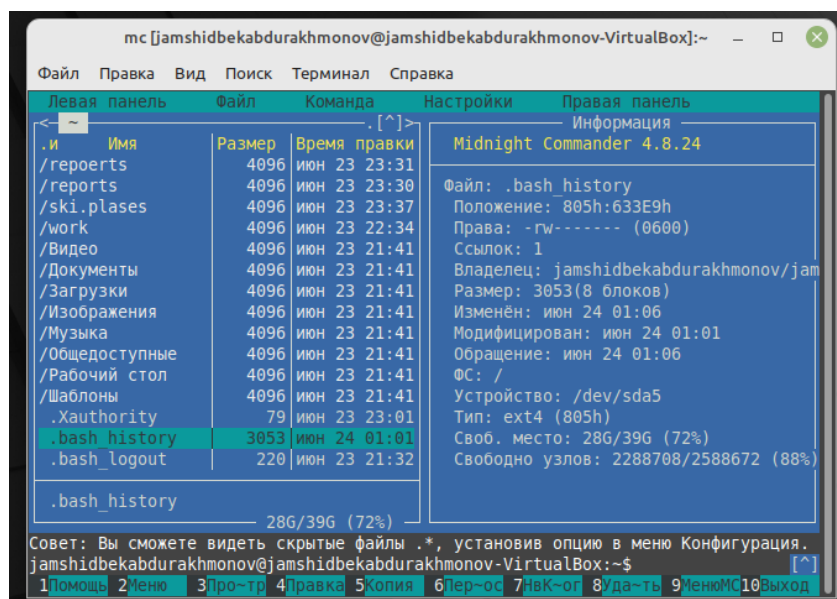 mc [jamshidbekabdurakhmonov@jamshidbekabdurakhmonov-VirtualBox]:~
Файл Правка Вид Поиск Терминал Справка
Левая панель Файл Команда Настройки Правая панель
<— ~ .[^]>
.и Имя Размер Время правки
/repoerts 4096 июн 23 23:31
/reports 4096 июн 23 23:30
/ski.plases 4096 июн 23 23:37
/work 4096 июн 23 22:34
/Видео 4096 июн 23 21:41
/Документы 4096 июн 23 21:41
/Загрузки 4096 июн 23 21:41
/Изображения 4096 июн 23 21:41
/Музыка 4096 июн 23 21:41
/Общедоступные 4096 июн 23 21:41
/Рабочий стол 4096 июн 23 21:41
/Шаблоны 4096 июн 23 21:41
.Xauthority 79 июн 23 23:01
.bash_history 3053 июн 24 01:01
.bash_logout 220 июн 23 21:32
.bash_history
28G/39G (72%)
Информация
Midnight Commander 4.8.24
Файл: .bash_history
Положение: 805h:633E9h
Права: -rw------- (0600)
Ссылок: 1
Владелец: jamshidbekabdurakhmonov/jam
Размер: 3053(8 блоков)
Изменён: июн 24 01:06
Модифицирован: июн 24 01:01
Обращение: июн 24 01:06
ФС: /
Устройство: /dev/sda5
Тип: ext4 (805h)
Своб. место: 28G/39G (72%)
Свободно узлов: 2288708/2588672 (88%)
Совет: Вы сможете видеть скрытые файлы .*, установив опцию в меню Конфигурация.
jamshidbekabdurakhmonov@jamshidbekabdurakhmonov-VirtualBox:~$ [^]
1Помощь 2Меню 3Про~тр 4Правка 5Копия 6Пер~ос 7НвК~ог 8Уда~ть 9МенюМС 10Выход